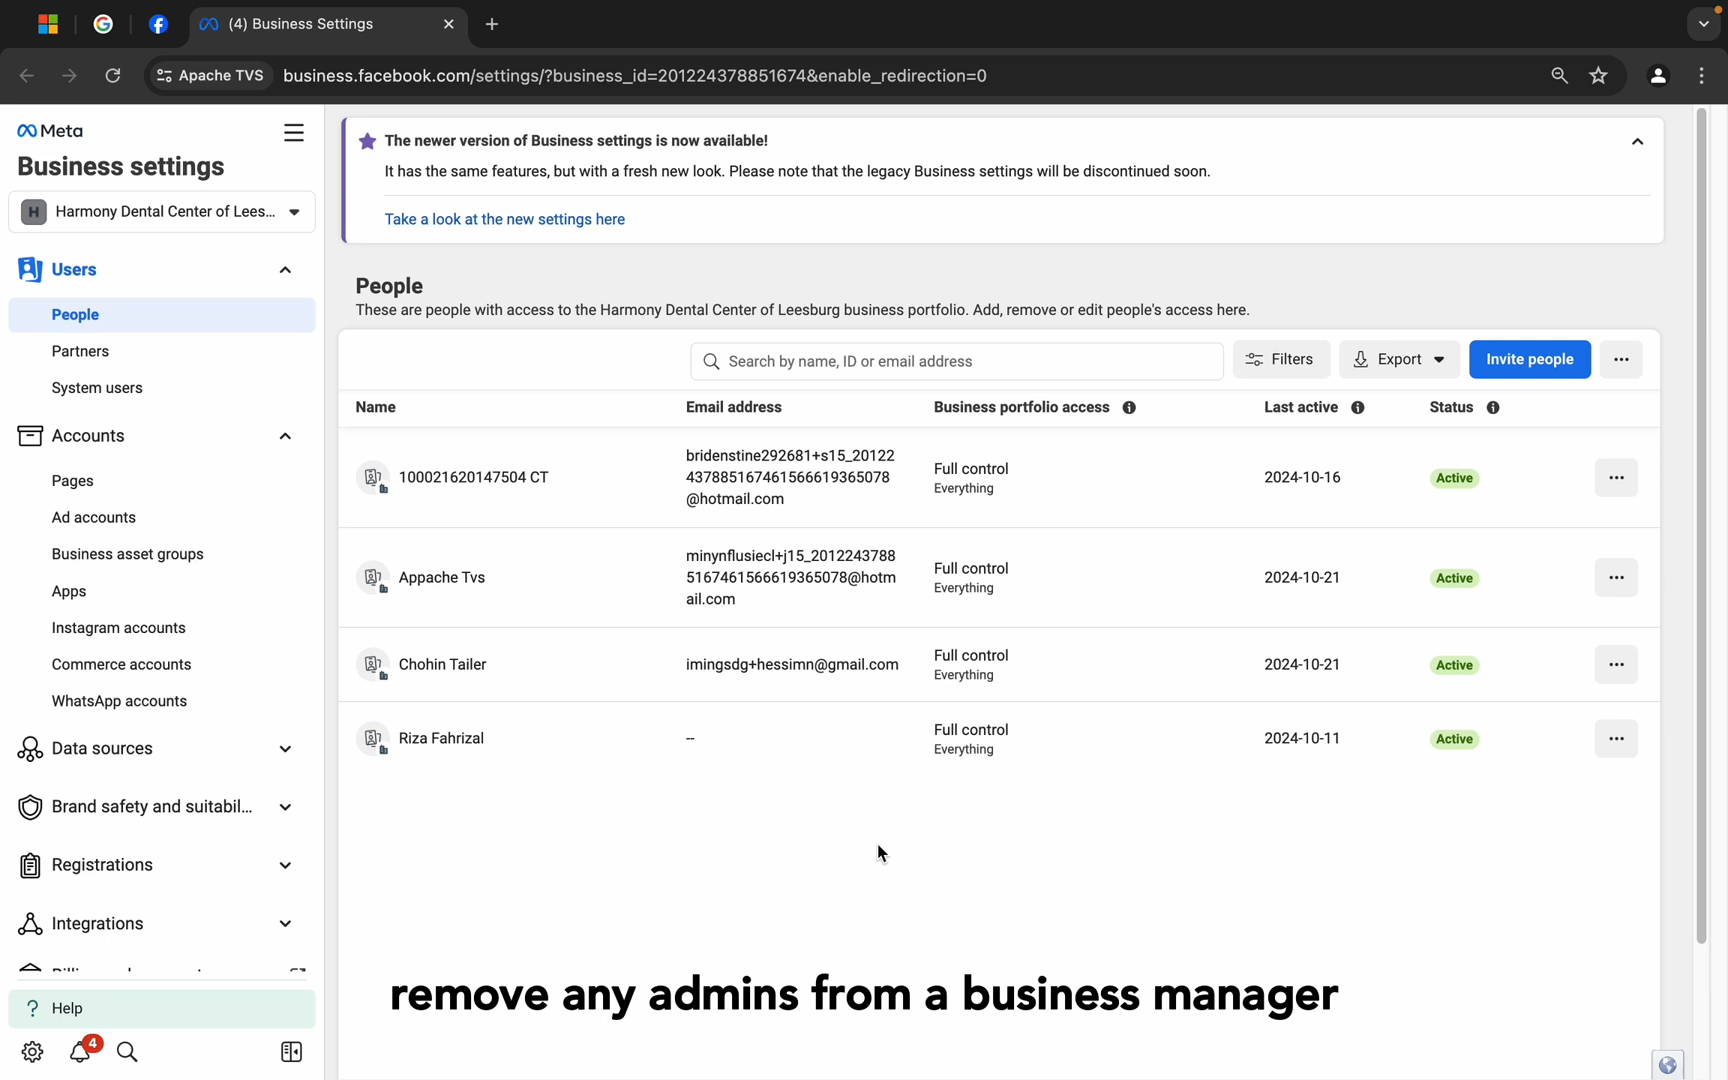 (4) Business Settings
Apache TVS
business.facebook.com/settings/?business_id=201224378851674&enable_redirection=0
Meta
Business settings
H
Harmony Dental Center of Lees...
Users
People
Partners
System users
Accounts
Pages
Ad accounts
Business asset groups
Apps
Instagram accounts
Commerce accounts
WhatsApp accounts
Data sources
Brand safety and suitabil...
Registrations
Integrations
? Help
4
The newer version of Business settings is now available!
It has the same features, but with a fresh new look. Please note that the legacy Business settings will be discontinued soon.
Take a look at the new settings here
People
These are people with access to the Harmony Dental Center of Leesburg business portfolio. Add, remove or edit people's access here.
Search by name, ID or email address
Filters
Export
Invite people
...
Name Email address Business portfolio access Last active Status
100021620147504 CT
bridenstine292681+s15_20122
4378851674615666​19365078
@hotmail.com
Full control
Everything
2024-10-16
Active
...
Appache Tvs
minynflusiecl+j15_2012243788
5167461566619365078@hotm
ail.com
Full control
Everything
2024-10-21
Active
...
Chohin Tailer
imingsdg+hessimn@gmail.com
Full control
Everything
2024-10-21
Active
...
Riza Fahrizal
--
Full control
Everything
2024-10-11
Active
...
remove any admins from a business manager